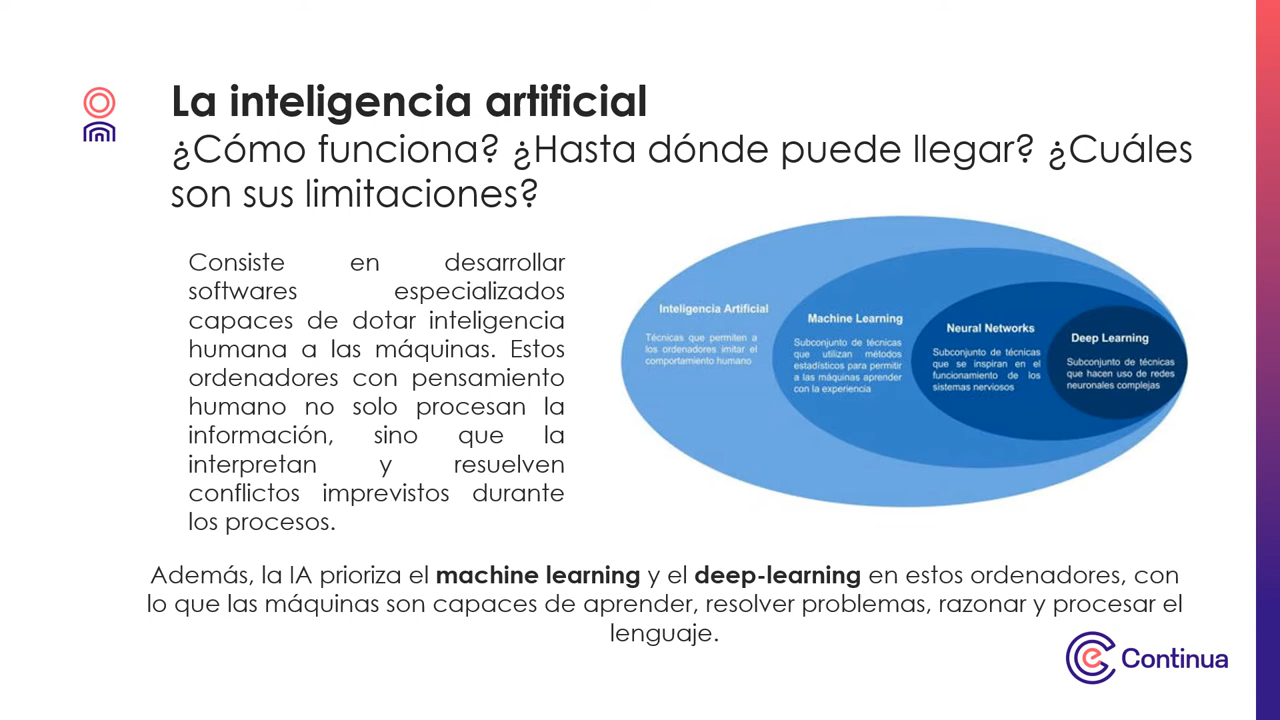 La inteligencia artificial
¿Cómo funciona? ¿Hasta dónde puede llegar? ¿Cuáles
son sus limitaciones?
Consiste en desarrollar
softwares especializados
capaces de dotar inteligencia
humana a las máquinas. Estos
ordenadores con pensamiento
humano no solo procesan la
información, sino que la
interpretan y resuelven
conflictos imprevistos durante
los procesos.
Inteligencia Artificial
Técnicas que permiten a
los ordenadores imitar el
comportamiento humano
Machine Learning
Subconjunto de técnicas
que utilizan métodos
estadísticos para permitir
a las máquinas aprender
con la experiencia
Neural Networks
Subconjunto de técnicas
que se inspiran en el
funcionamiento de los
sistemas nerviosos
Deep Learning
Subconjunto de técnicas
que hacen uso de redes
neuronales complejas
Además, la IA prioriza el machine learning y el deep-learning en estos ordenadores, con
lo que las máquinas son capaces de aprender, resolver problemas, razonar y procesar el
lenguaje.
e Continua